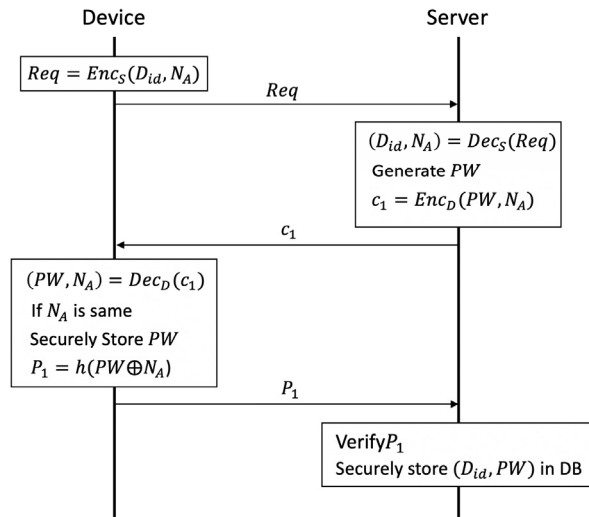 Device
Server
Req = Enc_S(D_id, N_A)
Req
(D_id, N_A) = Dec_S(Req)
Generate PW
c_1 = Enc_D(PW, N_A)
c_1
(PW, N_A) = Dec_D(c_1)
If N_A is same
Securely Store PW
P_1 = h(PW⊕N_A)
P_1
VerifyP_1
Securely store (D_id, PW) in DB